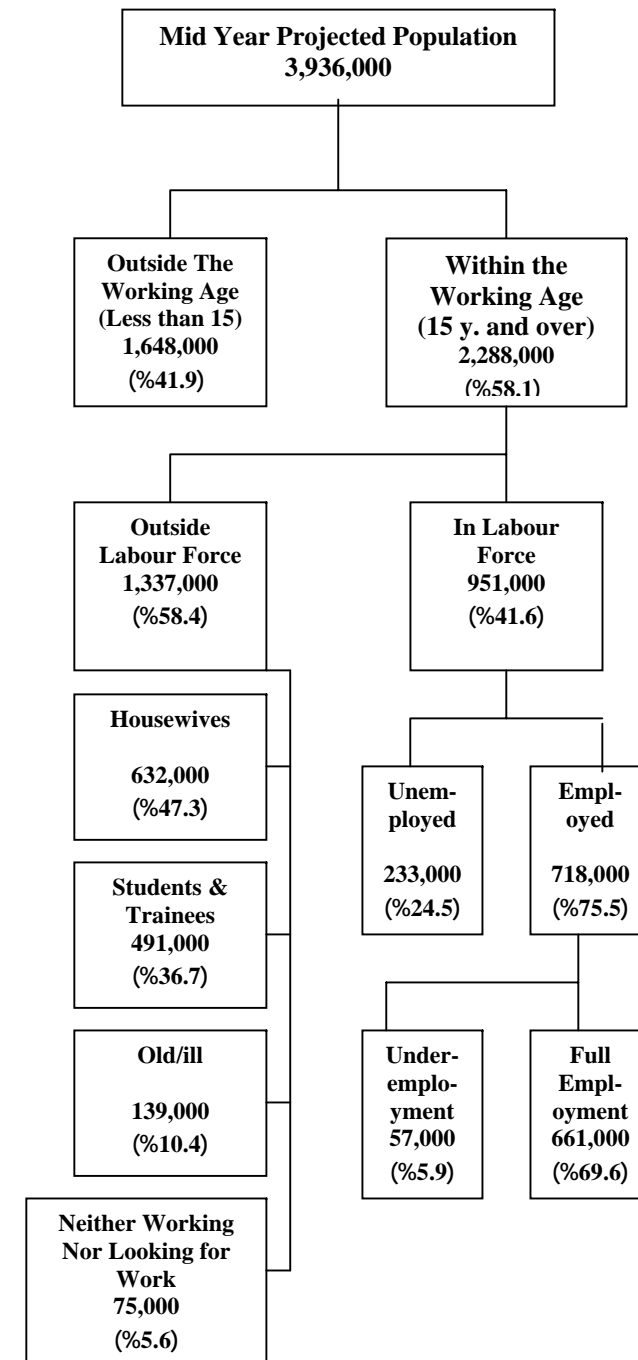 Mid Year Projected Population
3,936,000
Outside The
Working Age
(Less than 15)
1,648,000
(%41.9)
Within the
Working Age
(15 y. and over)
2,288,000
(%58.1)
Outside
Labour Force
1,337,000
(%58.4)
In Labour
Force
951,000
(%41.6)
Housewives
632,000
(%47.3)
Students &
Trainees
491,000
(%36.7)
Old/ill
139,000
(%10.4)
Neither Working
Nor Looking for
Work
75,000
(%5.6)
Unem-
ployed
233,000
(%24.5)
Empl-
oyed
718,000
(%75.5)
Under-
emplo-
yment
57,000
(%5.9)
Full
Empl-
oyment
661,000
(%69.6)